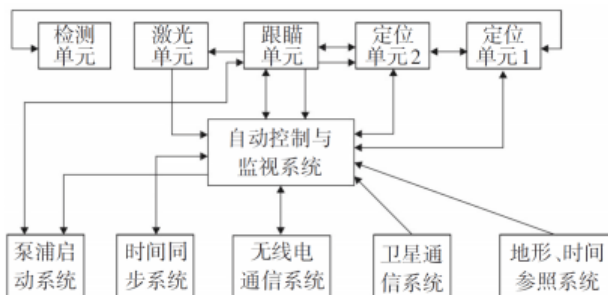 检测
单元
激光
单元
跟瞄
单元
定位
单元2
定位
单元1
自动控制与
监视系统
泵浦启
动系统
时间同
步系统
无线电
通信系统
卫星通
信系统
地形、时间
参照系统